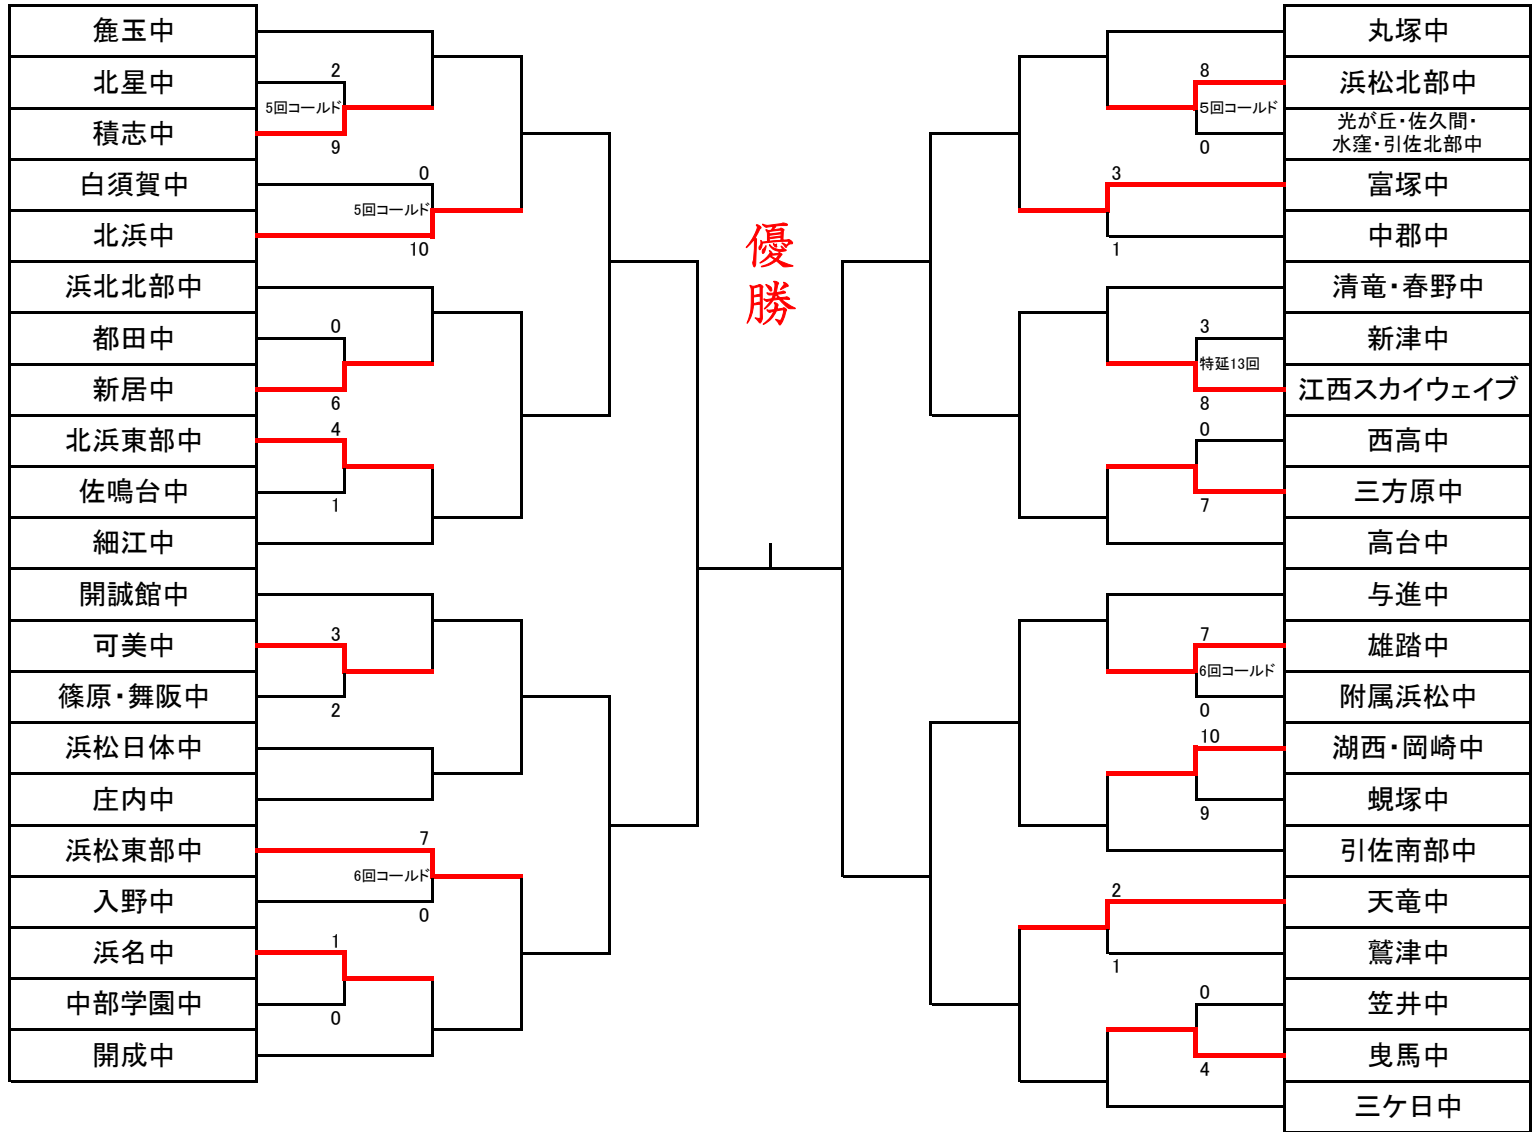 麁玉中
北星中
積志中
白須賀中
北浜中
浜北北部中
都田中
新居中
北浜東部中
佐鳴台中
細江中
開誠館中
可美中
篠原・舞阪中
浜松日体中
庄内中
浜松東部中
入野中
浜名中
中部学園中
開成中
2
5回コールド
9
0
5回コールド
10
0
6
4
1
3
2
7
6回コールド
0
1
0
優
勝
8
5回コールド
0
3
1
3
特延13回
8
0
7
7
6回コールド
0
10
9
2
1
0
4
丸塚中
浜松北部中
光が丘・佐久間・
水窪・引佐北部中
富塚中
中郡中
清竜・春野中
新津中
江西スカイウェイブ
西高中
三方原中
高台中
与進中
雄踏中
附属浜松中
湖西・岡崎中
蜆塚中
引佐南部中
天竜中
鷲津中
笠井中
曳馬中
三ケ日中